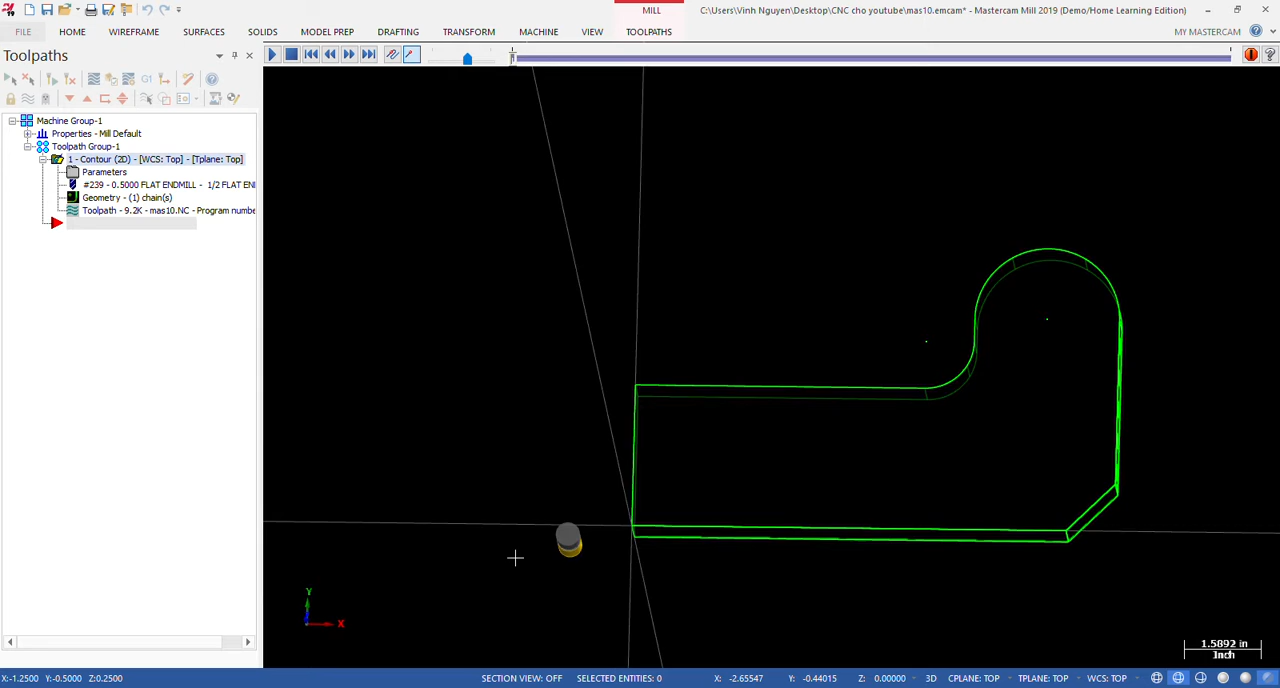 MILL
C:\Users\Vinh Nguyen\Desktop\CNC cho youtube\mas10.emcam* - Mastercam Mill 2019 (Demo/Home Learning Edition)
FILE HOME WIREFRAME SURFACES SOLIDS MODEL PREP DRAFTING TRANSFORM MACHINE VIEW TOOLPATHS MY MASTERCAM
Toolpaths
G1
Machine Group-1
Properties - Mill Default
Toolpath Group-1
1 - Contour (2D) - [WCS: Top] - [Tplane: Top]
Parameters
#239 - 0.5000 FLAT ENDMILL - 1/2 FLAT EN
Geometry - (1) chain(s)
Toolpath - 9.2K - mas10.NC - Program numbe
Y
X
1.5892 in
Inch
X:-1.2500 Y:-0.5000 Z:0.2500 SECTION VIEW: OFF SELECTED ENTITIES: 0 X: -2.65547 Y: -0.44015 Z: 0.00000 3D CPLANE: TOP TPLANE: TOP WCS: TOP